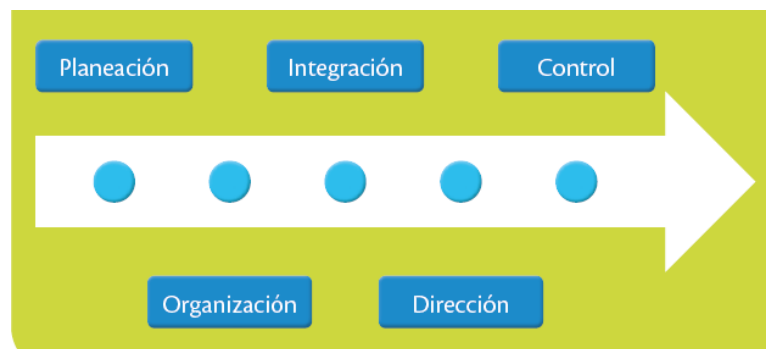 Planeación
Integración
Control
Organización
Dirección